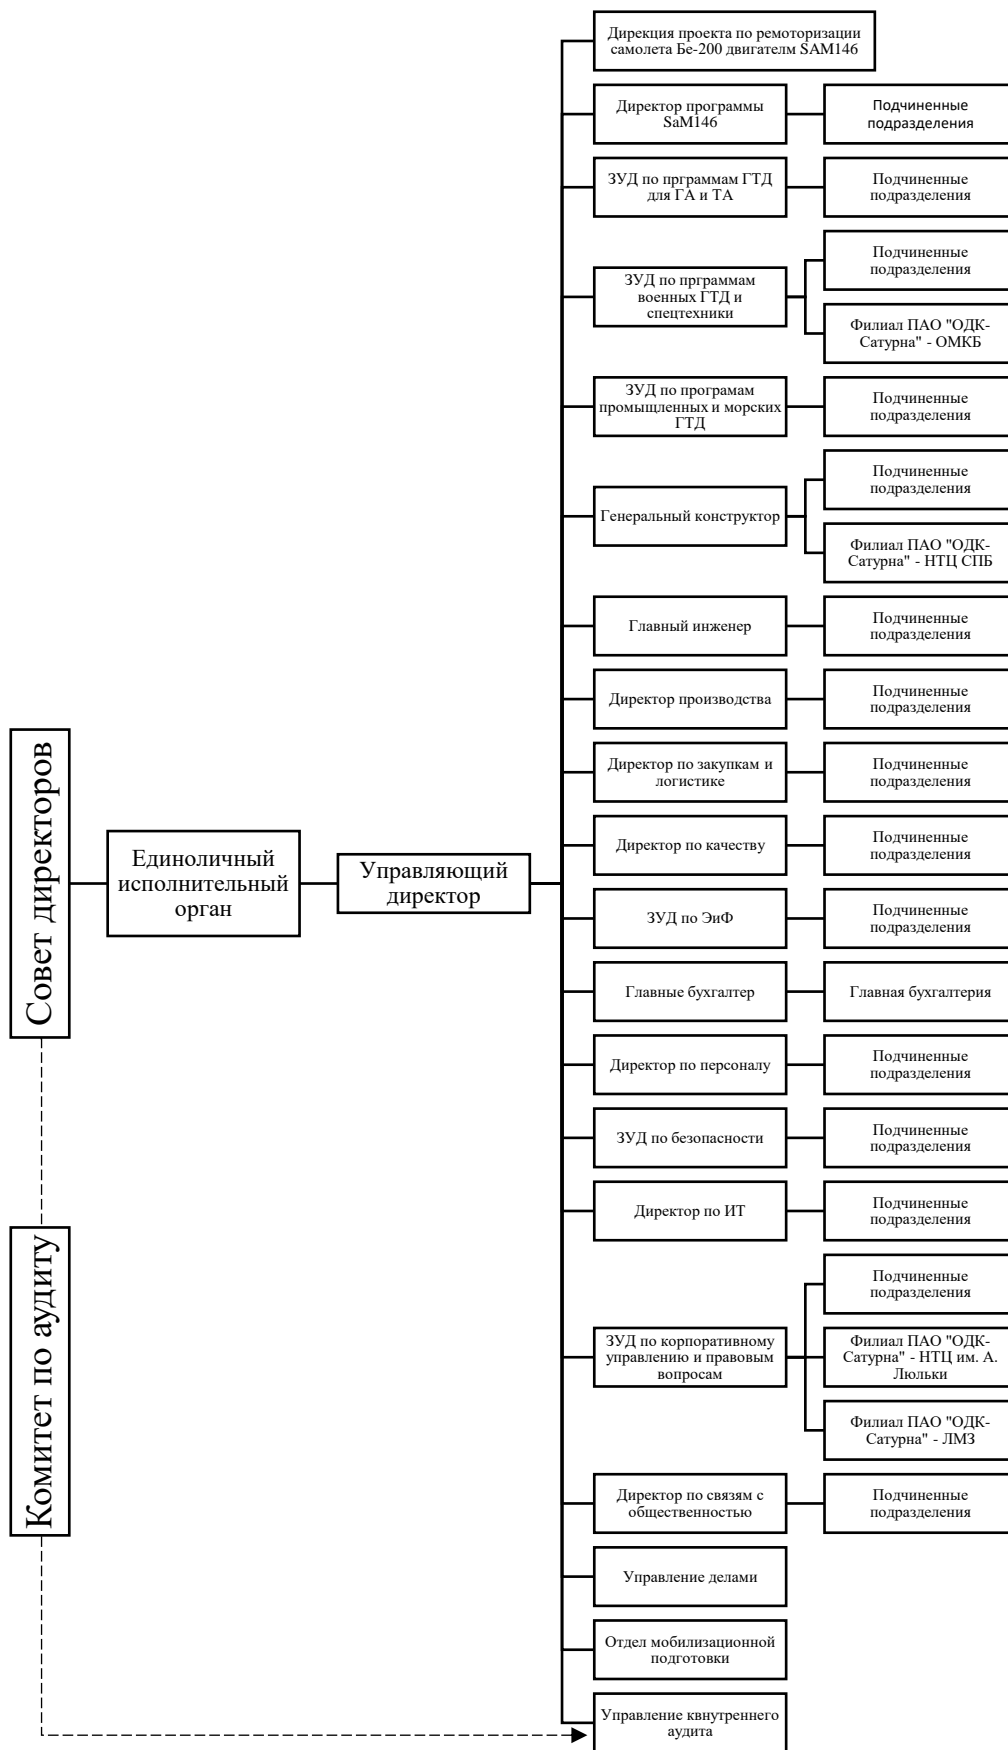 Совет директоров
Комитет по аудиту
Единоличный
исполнительный
орган
Управляющий
директор
Дирекция проекта по ремоторизации
самолета Бе-200 двигателм SAM146
Директор программы
SaM146
Подчиненные
подразделения
ЗУД по прграммам ГТД
для ГА и ТА
Подчиненные
подразделения
ЗУД по прграммам
военных ГТД и
спецтехники
Подчиненные
подразделения
Филиал ПАО "ОДК-
Сатурна" - ОМКБ
ЗУД по програмам
промыщленных и морских
ГТД
Подчиненные
подразделения
Генеральный конструктор
Подчиненные
подразделения
Филиал ПАО "ОДК-
Сатурна" - НТЦ СПБ
Главный инженер
Подчиненные
подразделения
Директор производства
Подчиненные
подразделения
Директор по закупкам и
логистике
Подчиненные
подразделения
Директор по качеству
Подчиненные
подразделения
ЗУД по ЭиФ
Подчиненные
подразделения
Главные бухгалтер
Главная бухгалтерия
Директор по персоналу
Подчиненные
подразделения
ЗУД по безопасности
Подчиненные
подразделения
Директор по ИТ
Подчиненные
подразделения
ЗУД по корпоративному
управлению и правовым
вопросам
Подчиненные
подразделения
Филиал ПАО "ОДК-
Сатурна" - НТЦ им. А.
Люльки
Филиал ПАО "ОДК-
Сатурна" - ЛМЗ
Директор по связям с
общественностью
Подчиненные
подразделения
Управление делами
Отдел мобилизационной
подготовки
Управление квнутреннего
аудита